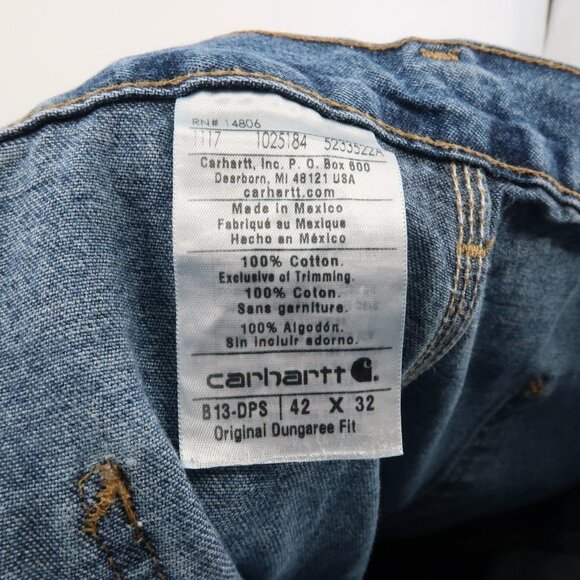 RN# 14806
1117 1025184 5233522A
Carhartt, Inc. P. O. Box 600
Dearborn, MI 48121 USA
carhartt.com
Made in Mexico
Fabriqué au Mexique
Hecho en México
100% Cotton.
Exclusive of Trimming.
100% Coton.
Sans garniture.
100% Algodón.
Sin incluir adorno.
carhartt
B13-DPS 42 X 32
Original Dungaree Fit